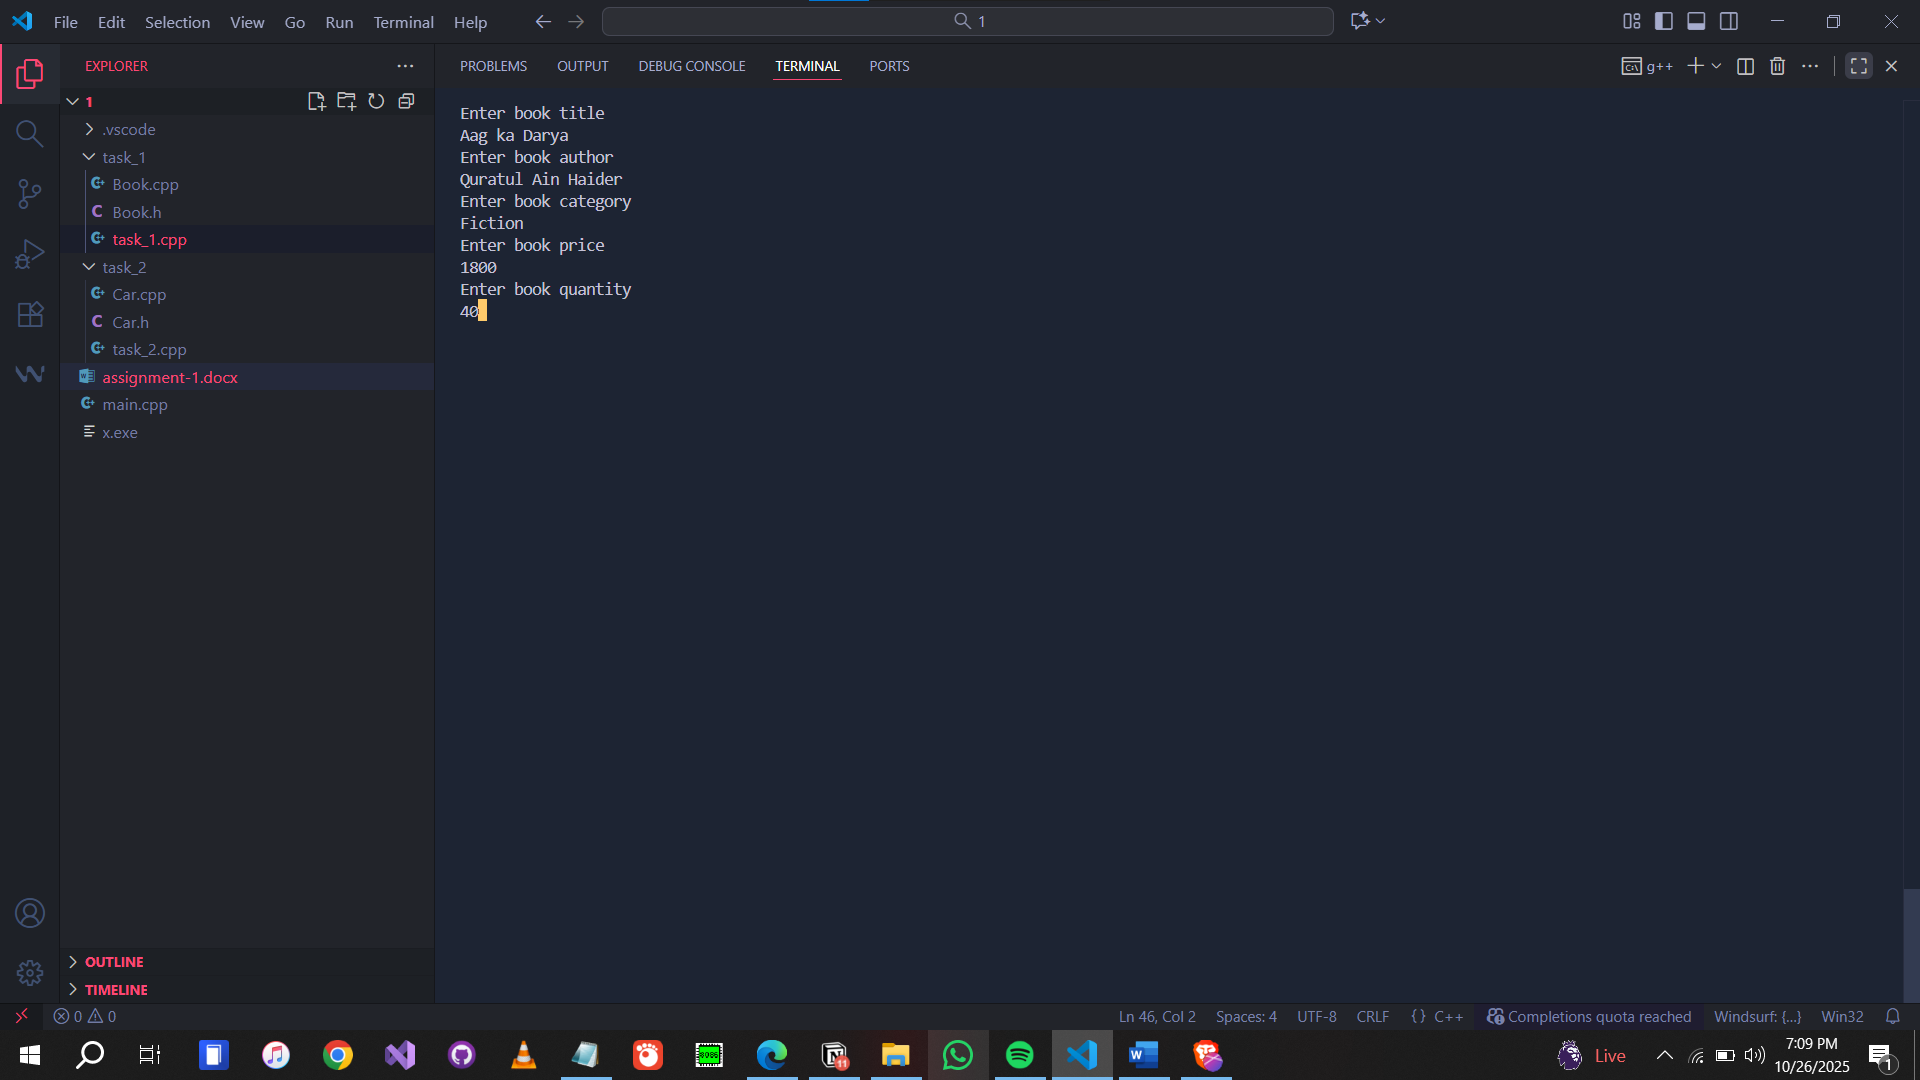 File Edit Selection View Go Run Terminal Help
1
EXPLORER
1
.vscode
task_1
Book.cpp
Book.h
task_1.cpp
task_2
Car.cpp
Car.h
task_2.cpp
assignment-1.docx
main.cpp
x.exe
OUTLINE
TIMELINE
PROBLEMS OUTPUT DEBUG CONSOLE TERMINAL PORTS
g++
Enter book title
Aag ka Darya
Enter book author
Quratul Ain Haider
Enter book category
Fiction
Enter book price
1800
Enter book quantity
40
0 0
Ln 46, Col 2 Spaces: 4 UTF-8 CRLF {} C++ Completions quota reached Windsurf: {...} Win32
8086
11
Live
7:09 PM
10/26/2025
1